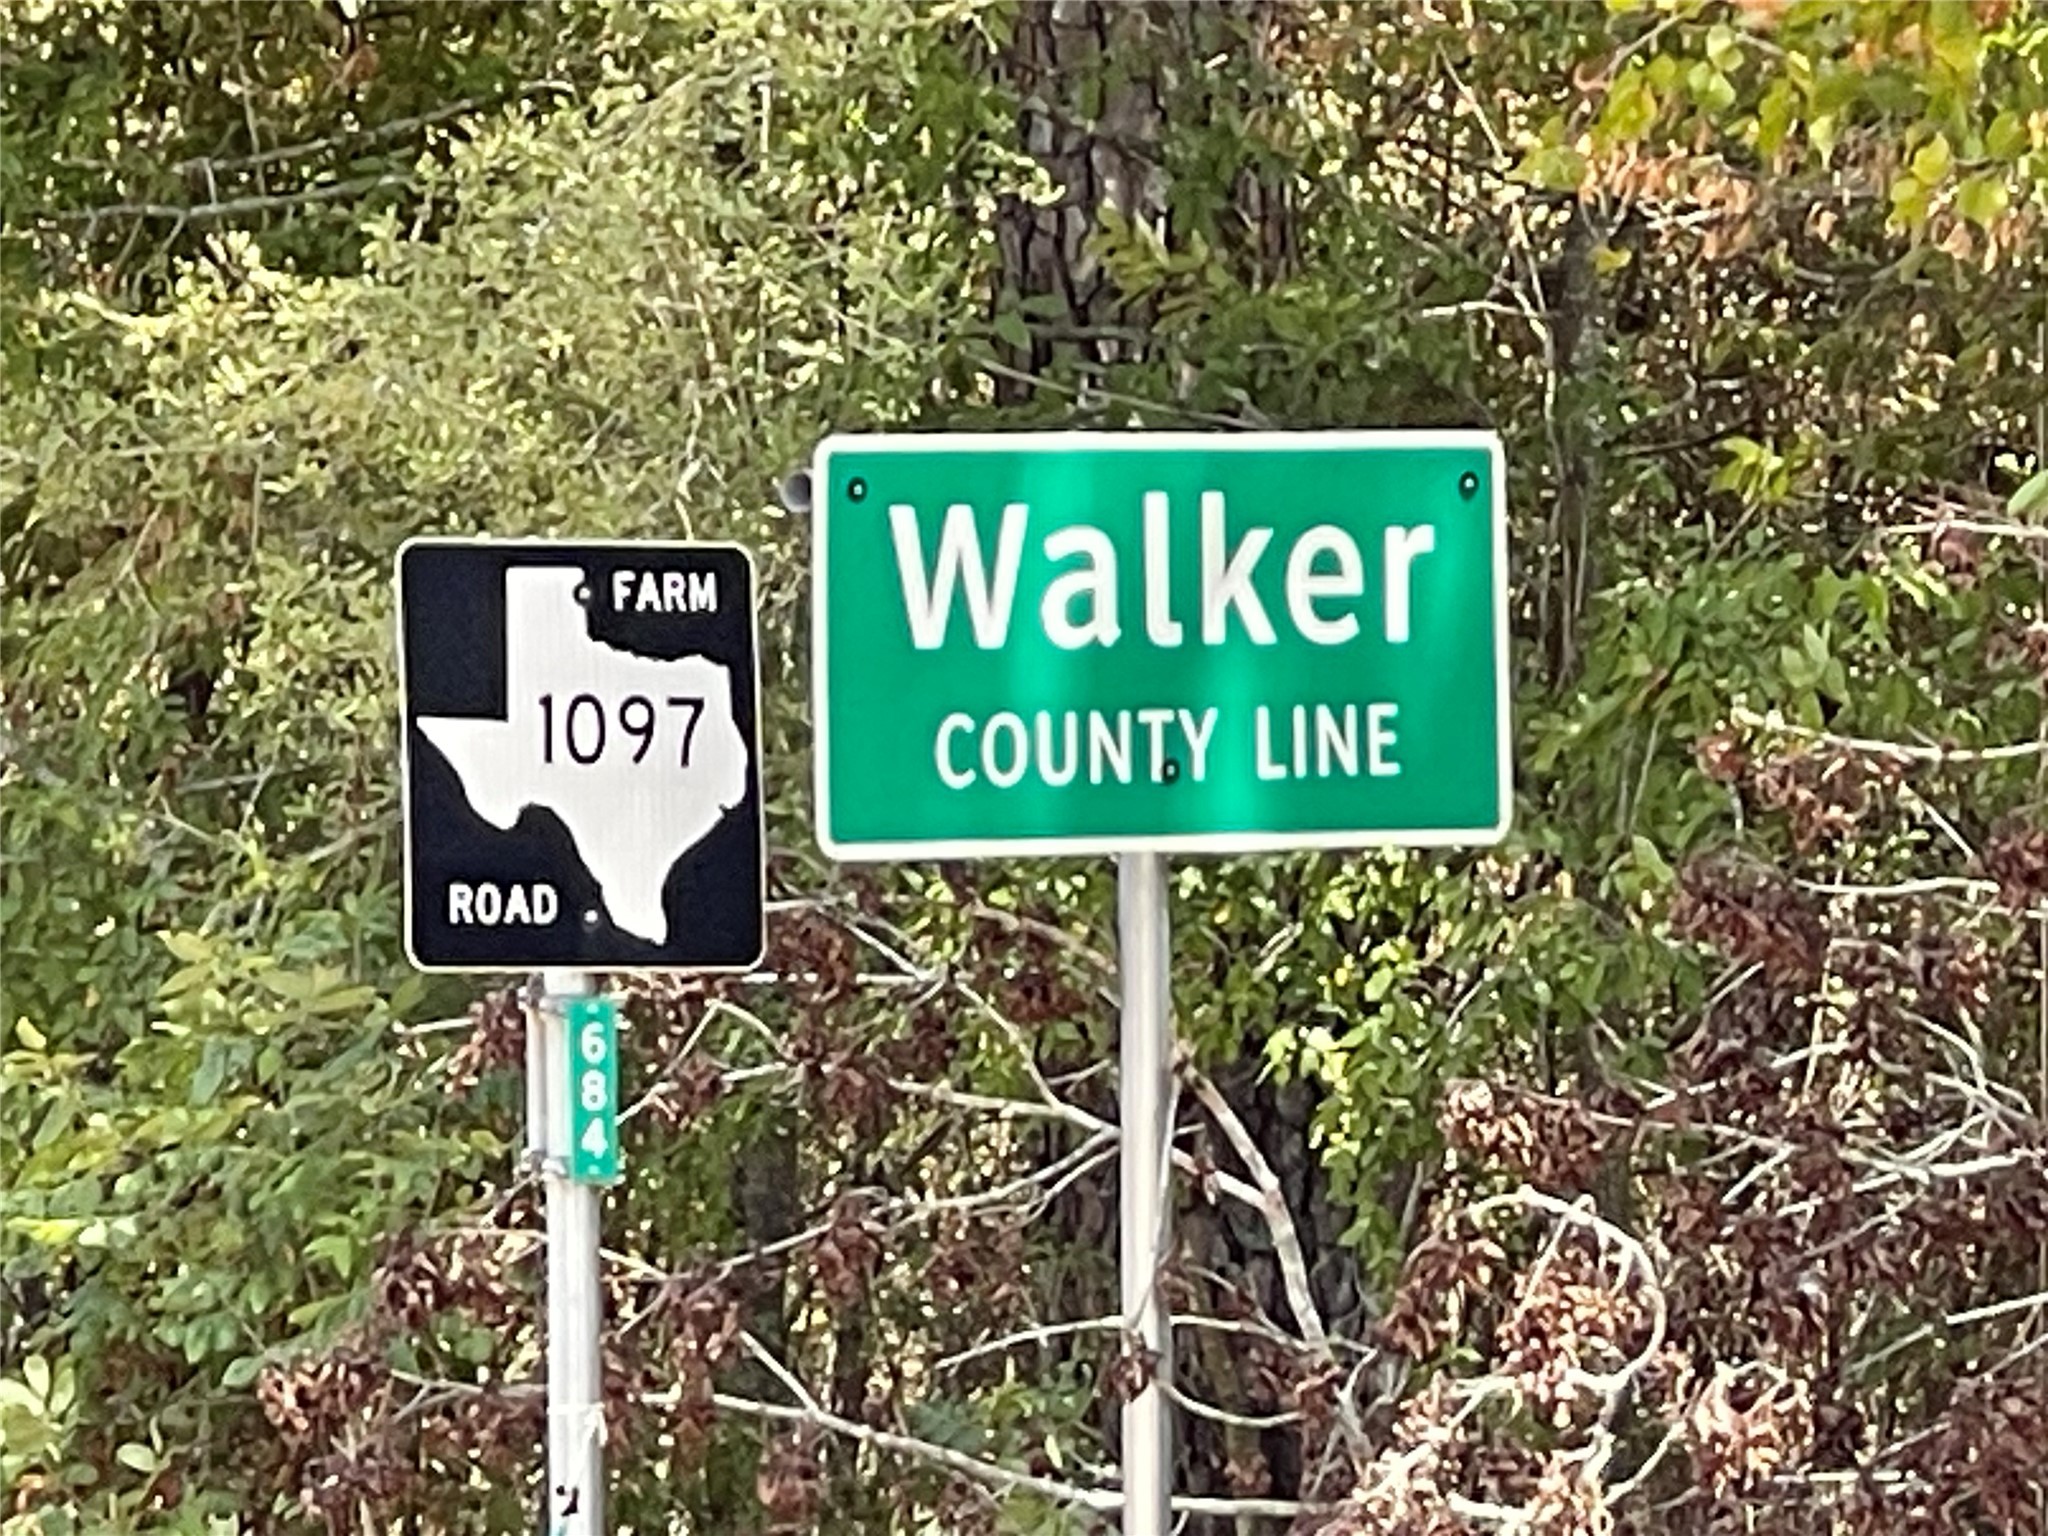 FARM
1097
ROAD
684
Walker
COUNTY LINE